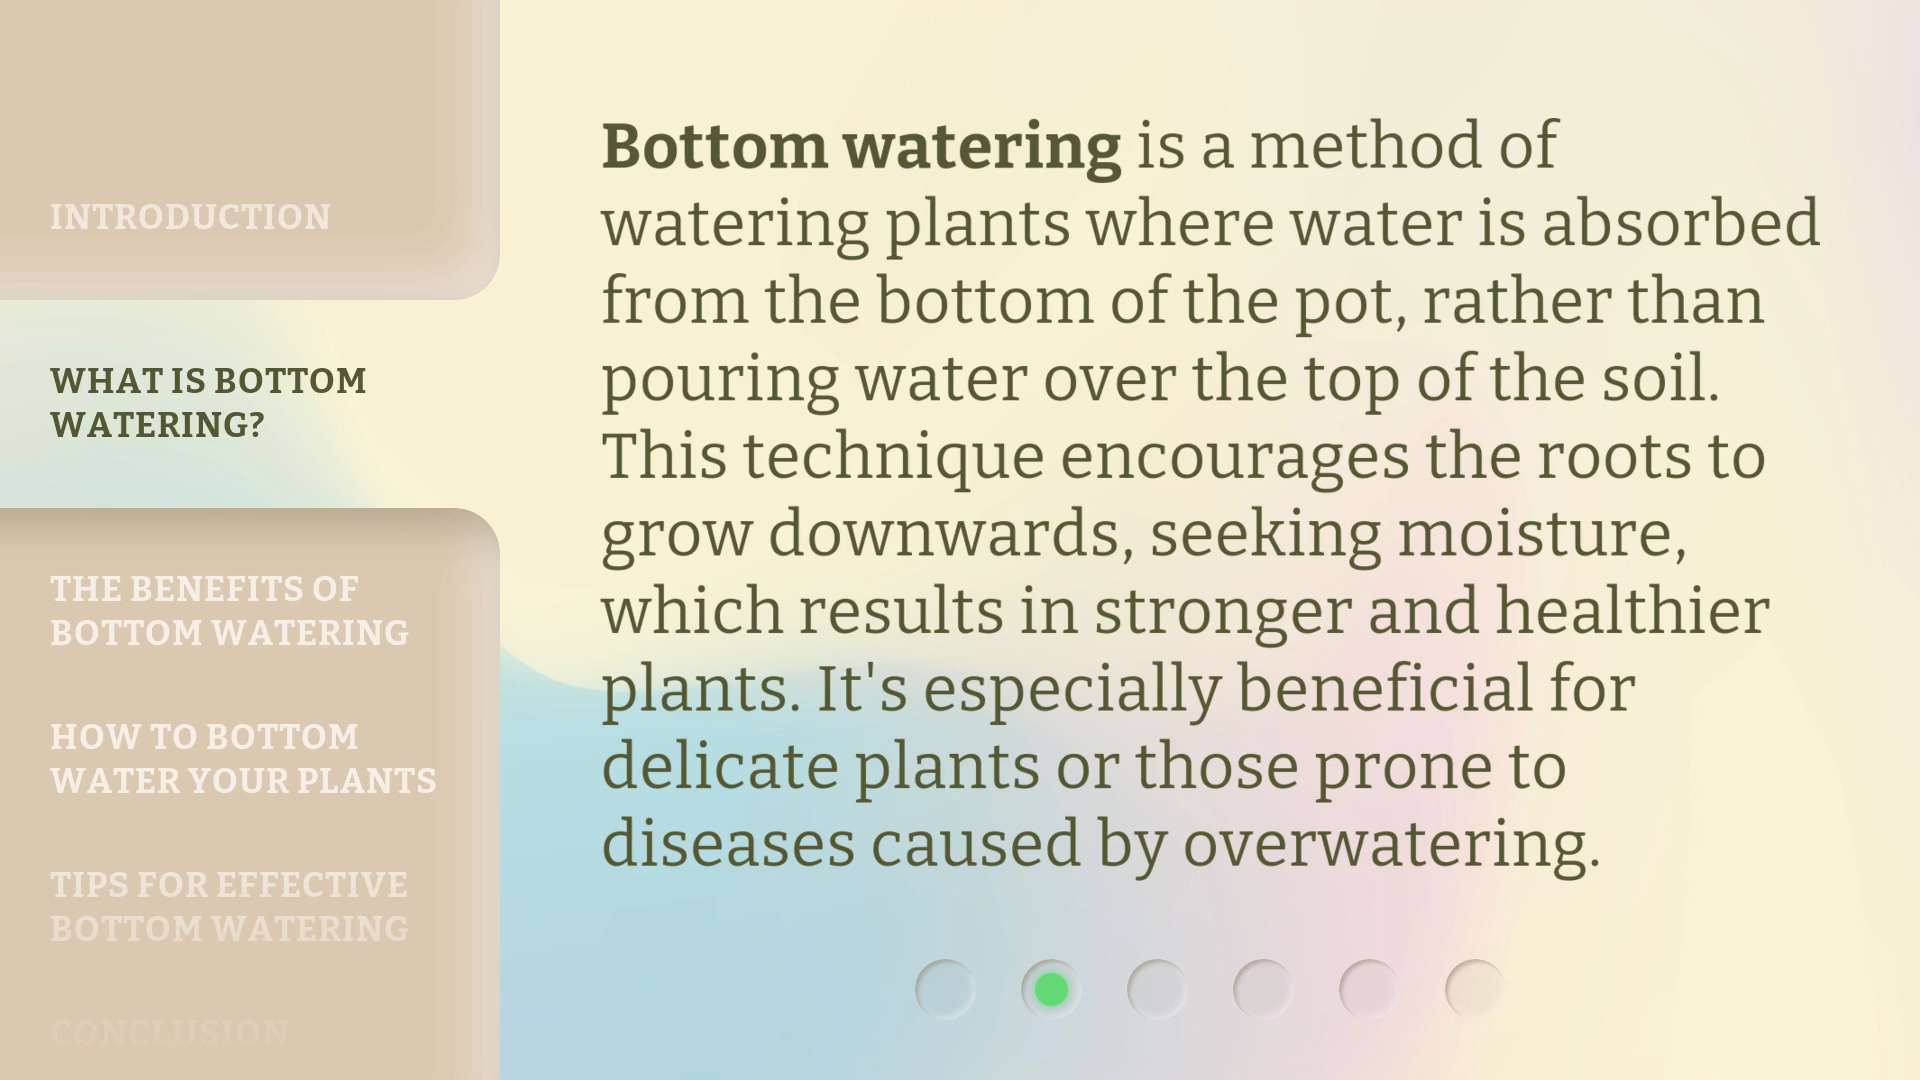 INTRODUCTION
WHAT IS BOTTOM
WATERING?
THE BENEFITS OF
BOTTOM WATERING
HOW TO BOTTOM
WATER YOUR PLANTS
TIPS FOR EFFECTIVE
BOTTOM WATERING
CONCLUSION
Bottom watering is a method of
watering plants where water is absorbed
from the bottom of the pot, rather than
pouring water over the top of the soil.
This technique encourages the roots to
grow downwards, seeking moisture,
which results in stronger and healthier
plants. It's especially beneficial for
delicate plants or those prone to
diseases caused by overwatering.